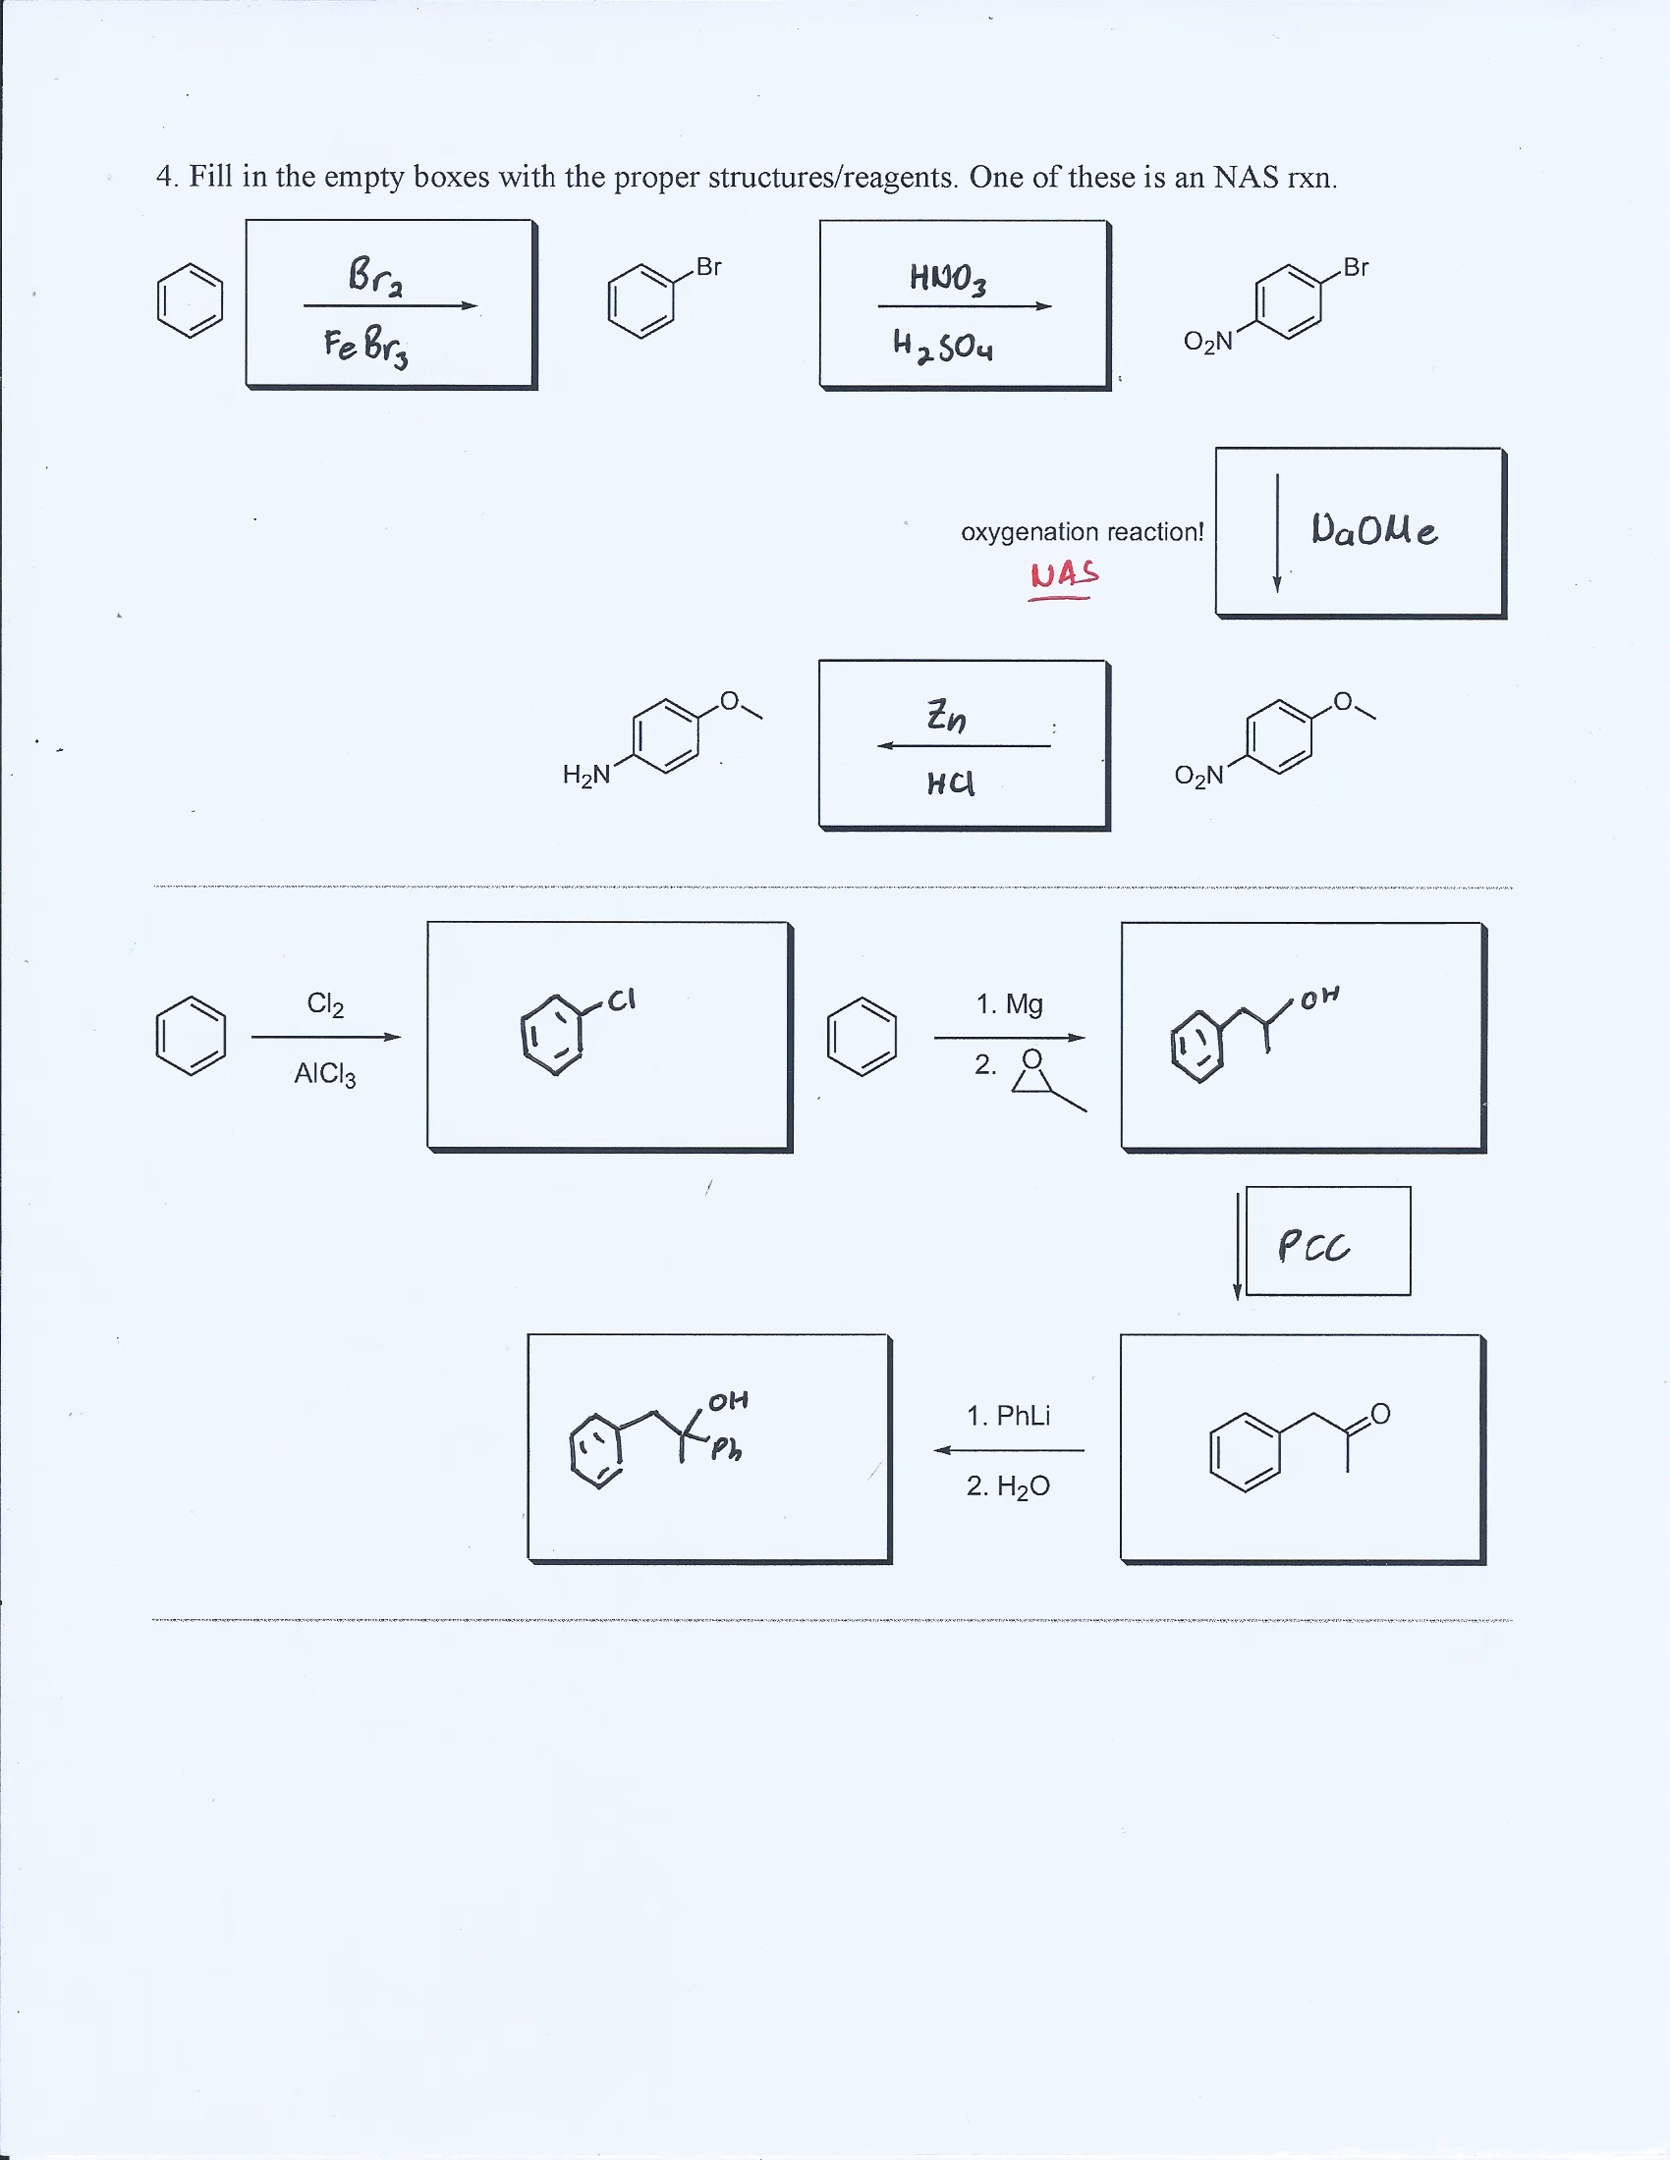 4. Fill in the empty boxes with the proper structures/reagents. One of these is an NAS rxn.
Br2
FeBr3
Br
HNO3
H2SO4
Br
O2N
oxygenation reaction!
NAS
NaOMe
O
H2N
Zn
HCl
O
O2N
Cl2
AlCl3
Cl
1. Mg
2.
O
OH
PCC
OH
Ph
1. PhLi
2. H2O
O